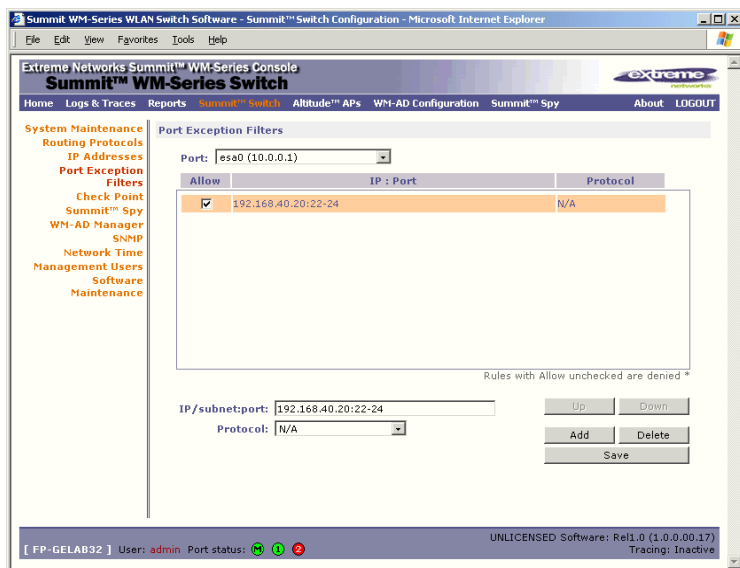 Summit WM-Series WLAN Switch Software - Summit™ Switch Configuration - Microsoft Internet Explorer
File Edit View Favorites Tools Help
Extreme Networks Summit™ WM-Series Console
Summit™ WM-Series Switch
extreme
networks
Home Logs & Traces Reports Summit™ Switch Altitude™ APs WM-AD Configuration Summit™ Spy About LOGOUT
System Maintenance
Routing Protocols
IP Addresses
Port Exception
Filters
Check Point
Summit™ Spy
WM-AD Manager
SNMP
Network Time
Management Users
Software
Maintenance
Port Exception Filters
Port: esa0 (10.0.0.1)
Allow IP : Port Protocol
192.168.40.20:22-24 N/A
Rules with Allow unchecked are denied *
IP/subnet:port: 192.168.40.20:22-24
Up Down
Protocol: N/A
Add Delete
Save
UNLICENSED Software: Rel1.0 (1.0.0.00.17)
[ FP-GELAB32 ] User: admin Port status: M 1 2
Tracing: Inactive